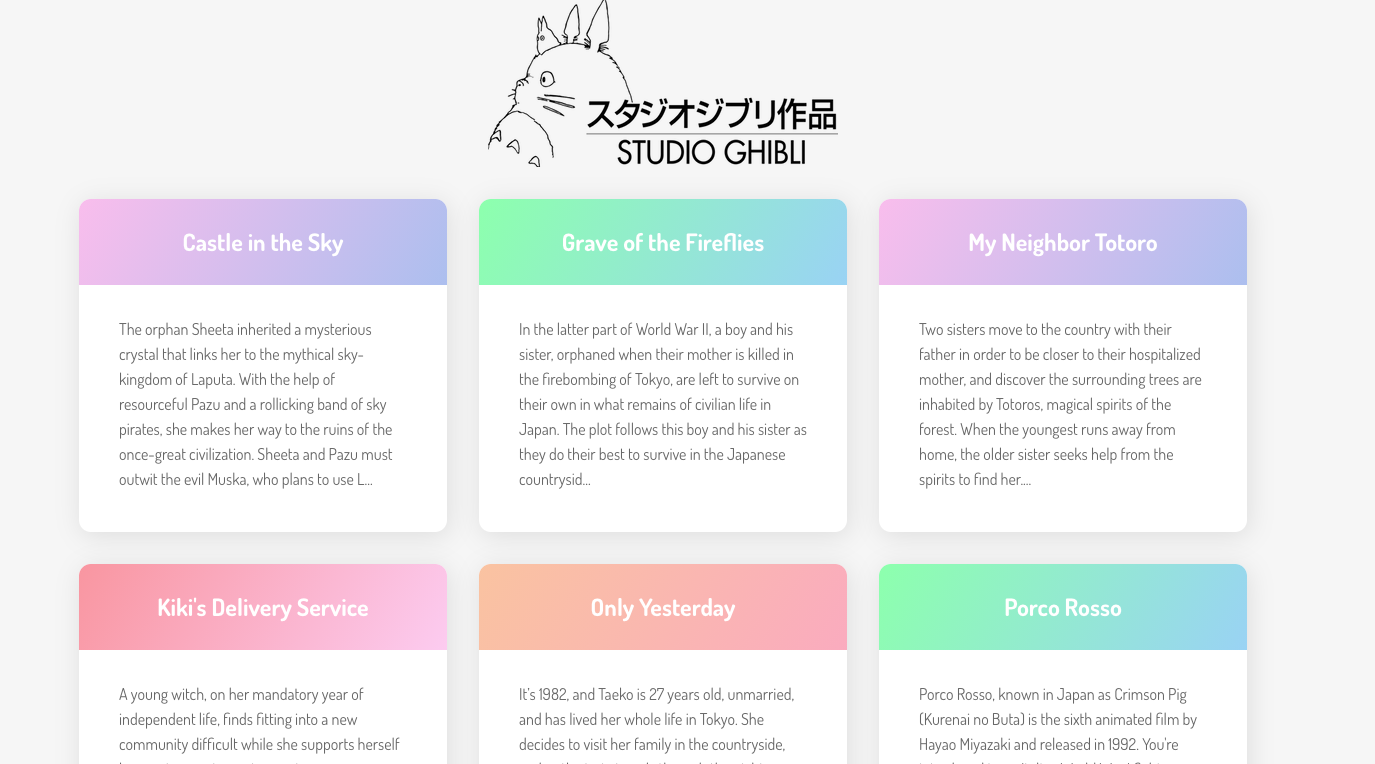 スタジオジブリ作品
STUDIO GHIBLI
Castle in the Sky
The orphan Sheeta inherited a mysterious
crystal that links her to the mythical sky-
kingdom of Laputa. With the help of
resourceful Pazu and a rollicking band of sky
pirates, she makes her way to the ruins of the
once-great civilization. Sheeta and Pazu must
outwit the evil Muska, who plans to use L...
Grave of the Fireflies
In the latter part of World War II, a boy and his
sister, orphaned when their mother is killed in
the firebombing of Tokyo, are left to survive on
their own in what remains of civilian life in
Japan. The plot follows this boy and his sister as
they do their best to survive in the Japanese
countrysid...
My Neighbor Totoro
Two sisters move to the country with their
father in order to be closer to their hospitalized
mother, and discover the surrounding trees are
inhabited by Totoros, magical spirits of the
forest. When the youngest runs away from
home, the older sister seeks help from the
spirits to find her....
Kiki's Delivery Service
A young witch, on her mandatory year of
independent life, finds fitting into a new
community difficult while she supports herself
Only Yesterday
It's 1982, and Taeko is 27 years old, unmarried,
and has lived her whole life in Tokyo. She
decides to visit her family in the countryside,
Porco Rosso
Porco Rosso, known in Japan as Crimson Pig
(Kurenai no Buta) is the sixth animated film by
Hayao Miyazaki and released in 1992. You're